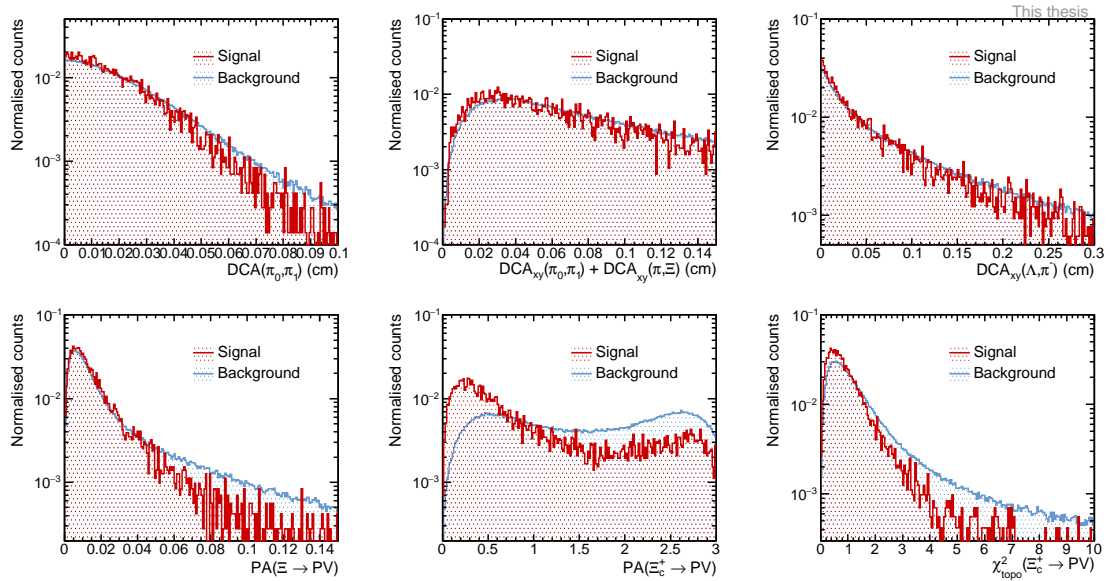 This thesis
Normalised counts
10⁻²
10⁻³
10⁻⁴
Signal
Background
0 0.010.020.030.040.050.060.070.080.09 0.1
DCA(π₀,π₁) (cm)
Normalised counts
10⁻¹
10⁻²
10⁻³
10⁻⁴
Signal
Background
0 0.02 0.04 0.06 0.08 0.1 0.12 0.14
DCAxy(π₀,π₁) + DCAxy(π,Ξ) (cm)
Normalised counts
10⁻¹
10⁻²
10⁻³
Signal
Background
0 0.05 0.1 0.15 0.2 0.25 0.3
DCAxy(Λ,π⁻) (cm)
Normalised counts
10⁻¹
10⁻²
10⁻³
Signal
Background
0 0.02 0.04 0.06 0.08 0.1 0.12 0.14
PA(Ξ → PV)
Normalised counts
10⁻¹
10⁻²
10⁻³
Signal
Background
0 0.5 1 1.5 2 2.5 3
PA(Ξc⁺ → PV)
Normalised counts
10⁻¹
10⁻²
10⁻³
Signal
Background
0 1 2 3 4 5 6 7 8 9 10
χ²topo(Ξc⁺ → PV)